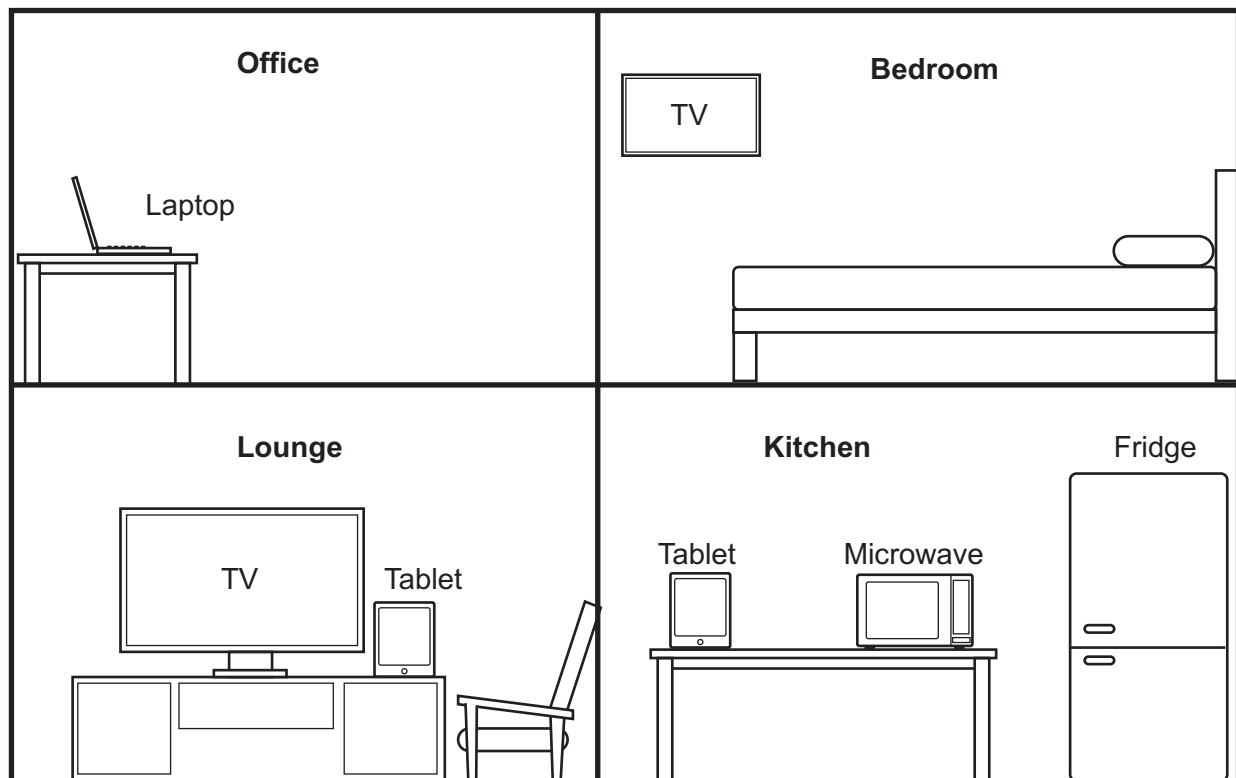 Office
Laptop
Bedroom
TV
Lounge
TV
Tablet
Kitchen
Fridge
Tablet
Microwave